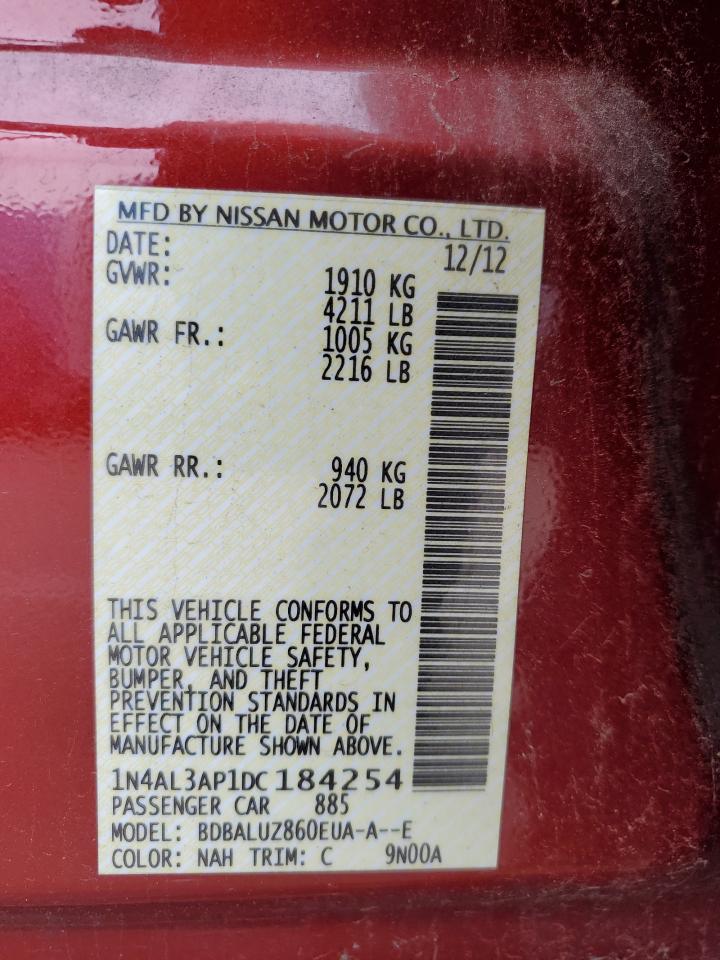 MFD BY NISSAN MOTOR CO., LTD.
DATE: 12/12
GVWR: 1910 KG
4211 LB
GAWR FR.: 1005 KG
2216 LB
GAWR RR.: 940 KG
2072 LB
THIS VEHICLE CONFORMS TO
ALL APPLICABLE FEDERAL
MOTOR VEHICLE SAFETY,
BUMPER, AND THEFT
PREVENTION STANDARDS IN
EFFECT ON THE DATE OF
MANUFACTURE SHOWN ABOVE.
1N4AL3AP1DC184254
PASSENGER CAR 885
MODEL: BDBALUZ860EUA-A--E
COLOR: NAH TRIM: C 9N00A